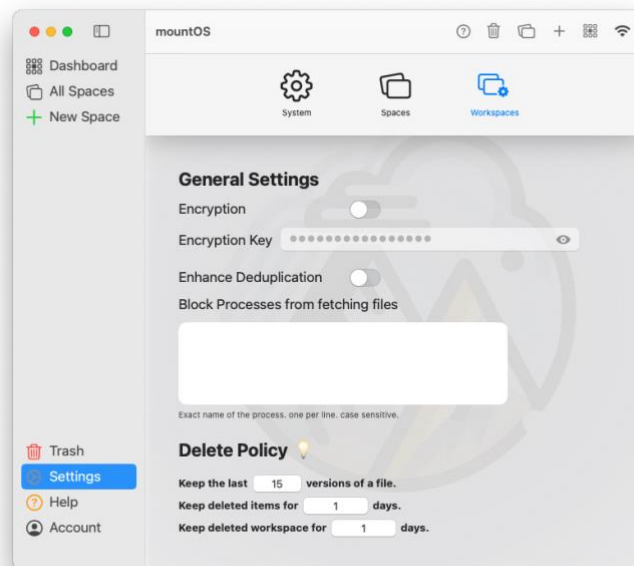 mountOS
Dashboard
All Spaces
New Space
System
Spaces
Workspaces
General Settings
Encryption
Encryption Key
Enhance Deduplication
Block Processes from fetching files
Exact name of the process. one per line. case sensitive.
Delete Policy
Keep the last 15 versions of a file.
Keep deleted items for 1 days.
Keep deleted workspace for 1 days.
Trash
Settings
Help
Account